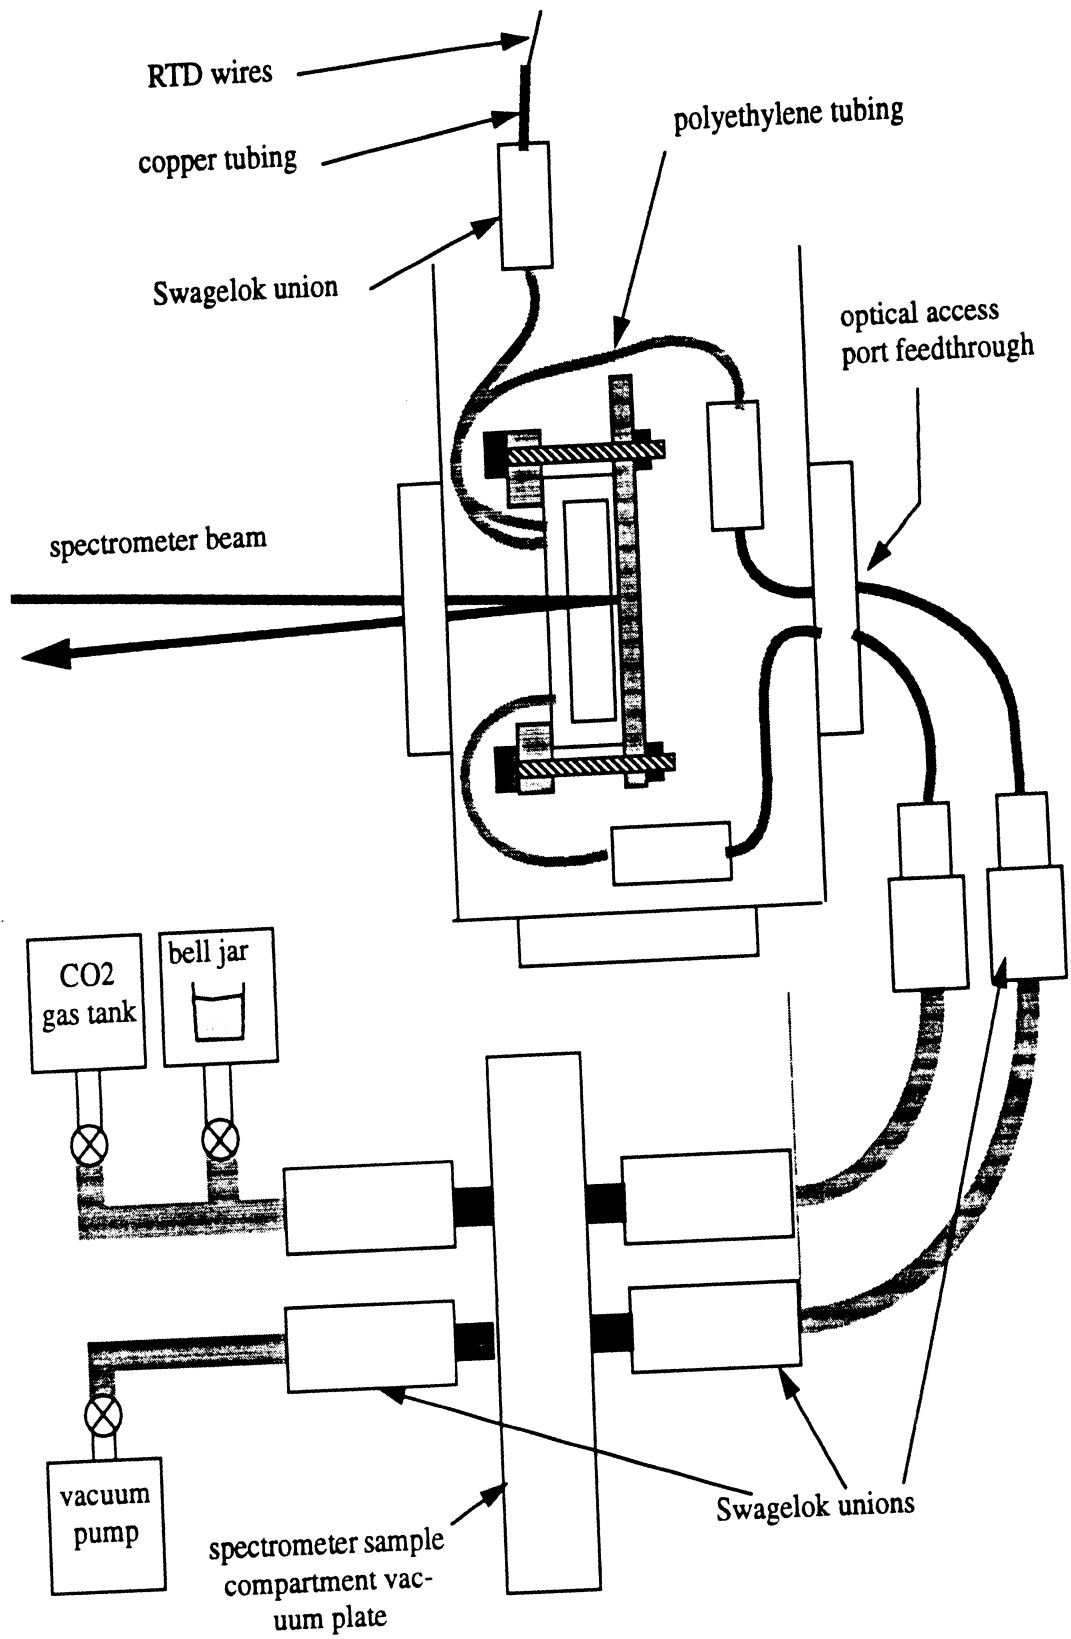 RTD wires
polyethylene tubing
copper tubing
Swagelok union
optical access
port feedthrough
spectrometer beam
CO2
gas tank
bell jar
vacuum
pump
Swagelok unions
spectrometer sample
compartment vac-
uum plate